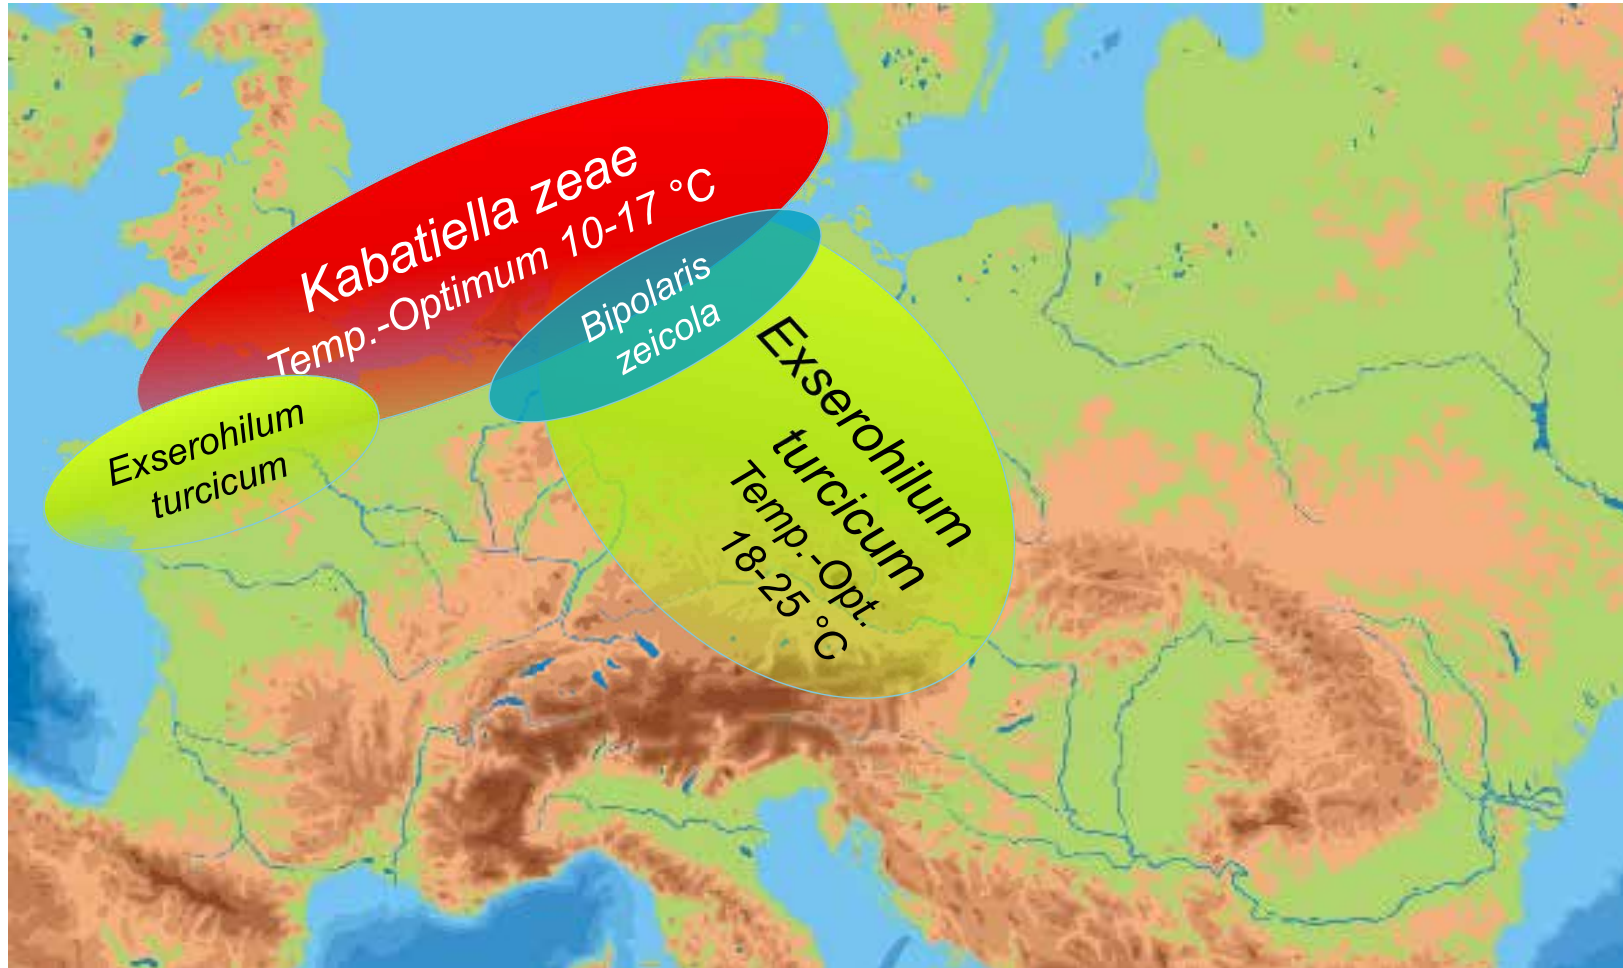 Kabatiella zeae
Temp.-Optimum 10-17 °C
Bipolaris
zeicola
Exserohilum
turcicum
Exserohilum
turcicum
Temp.-Opt.
18-25 °C